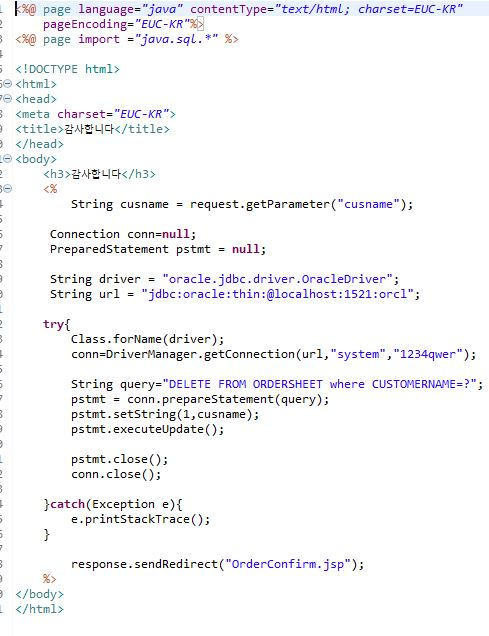 <%@ page language="java" contentType="text/html; charset=EUC-KR"
    pageEncoding="EUC-KR"%>
<%@ page import ="java.sql.*" %>
<!DOCTYPE html>
<html>
<head>
<meta charset="EUC-KR">
<title>감사합니다</title>
</head>
<body>
    <h3>감사합니다</h3>
    <%
        String cusname = request.getParameter("cusname");
     Connection conn=null;
     PreparedStatement pstmt = null;
     String driver = "oracle.jdbc.driver.OracleDriver";
     String url = "jdbc:oracle:thin:@localhost:1521:orcl";
    try{
        Class.forName(driver);
        conn=DriverManager.getConnection(url,"system","1234qwer");
        String query="DELETE FROM ORDERSHEET where CUSTOMERNAME=?";
        pstmt = conn.prepareStatement(query);
        pstmt.setString(1,cusname);
        pstmt.executeUpdate();
        pstmt.close();
        conn.close();
    }catch(Exception e){
        e.printStackTrace();
    }
        response.sendRedirect("OrderConfirm.jsp");
    %>
</body>
</html>